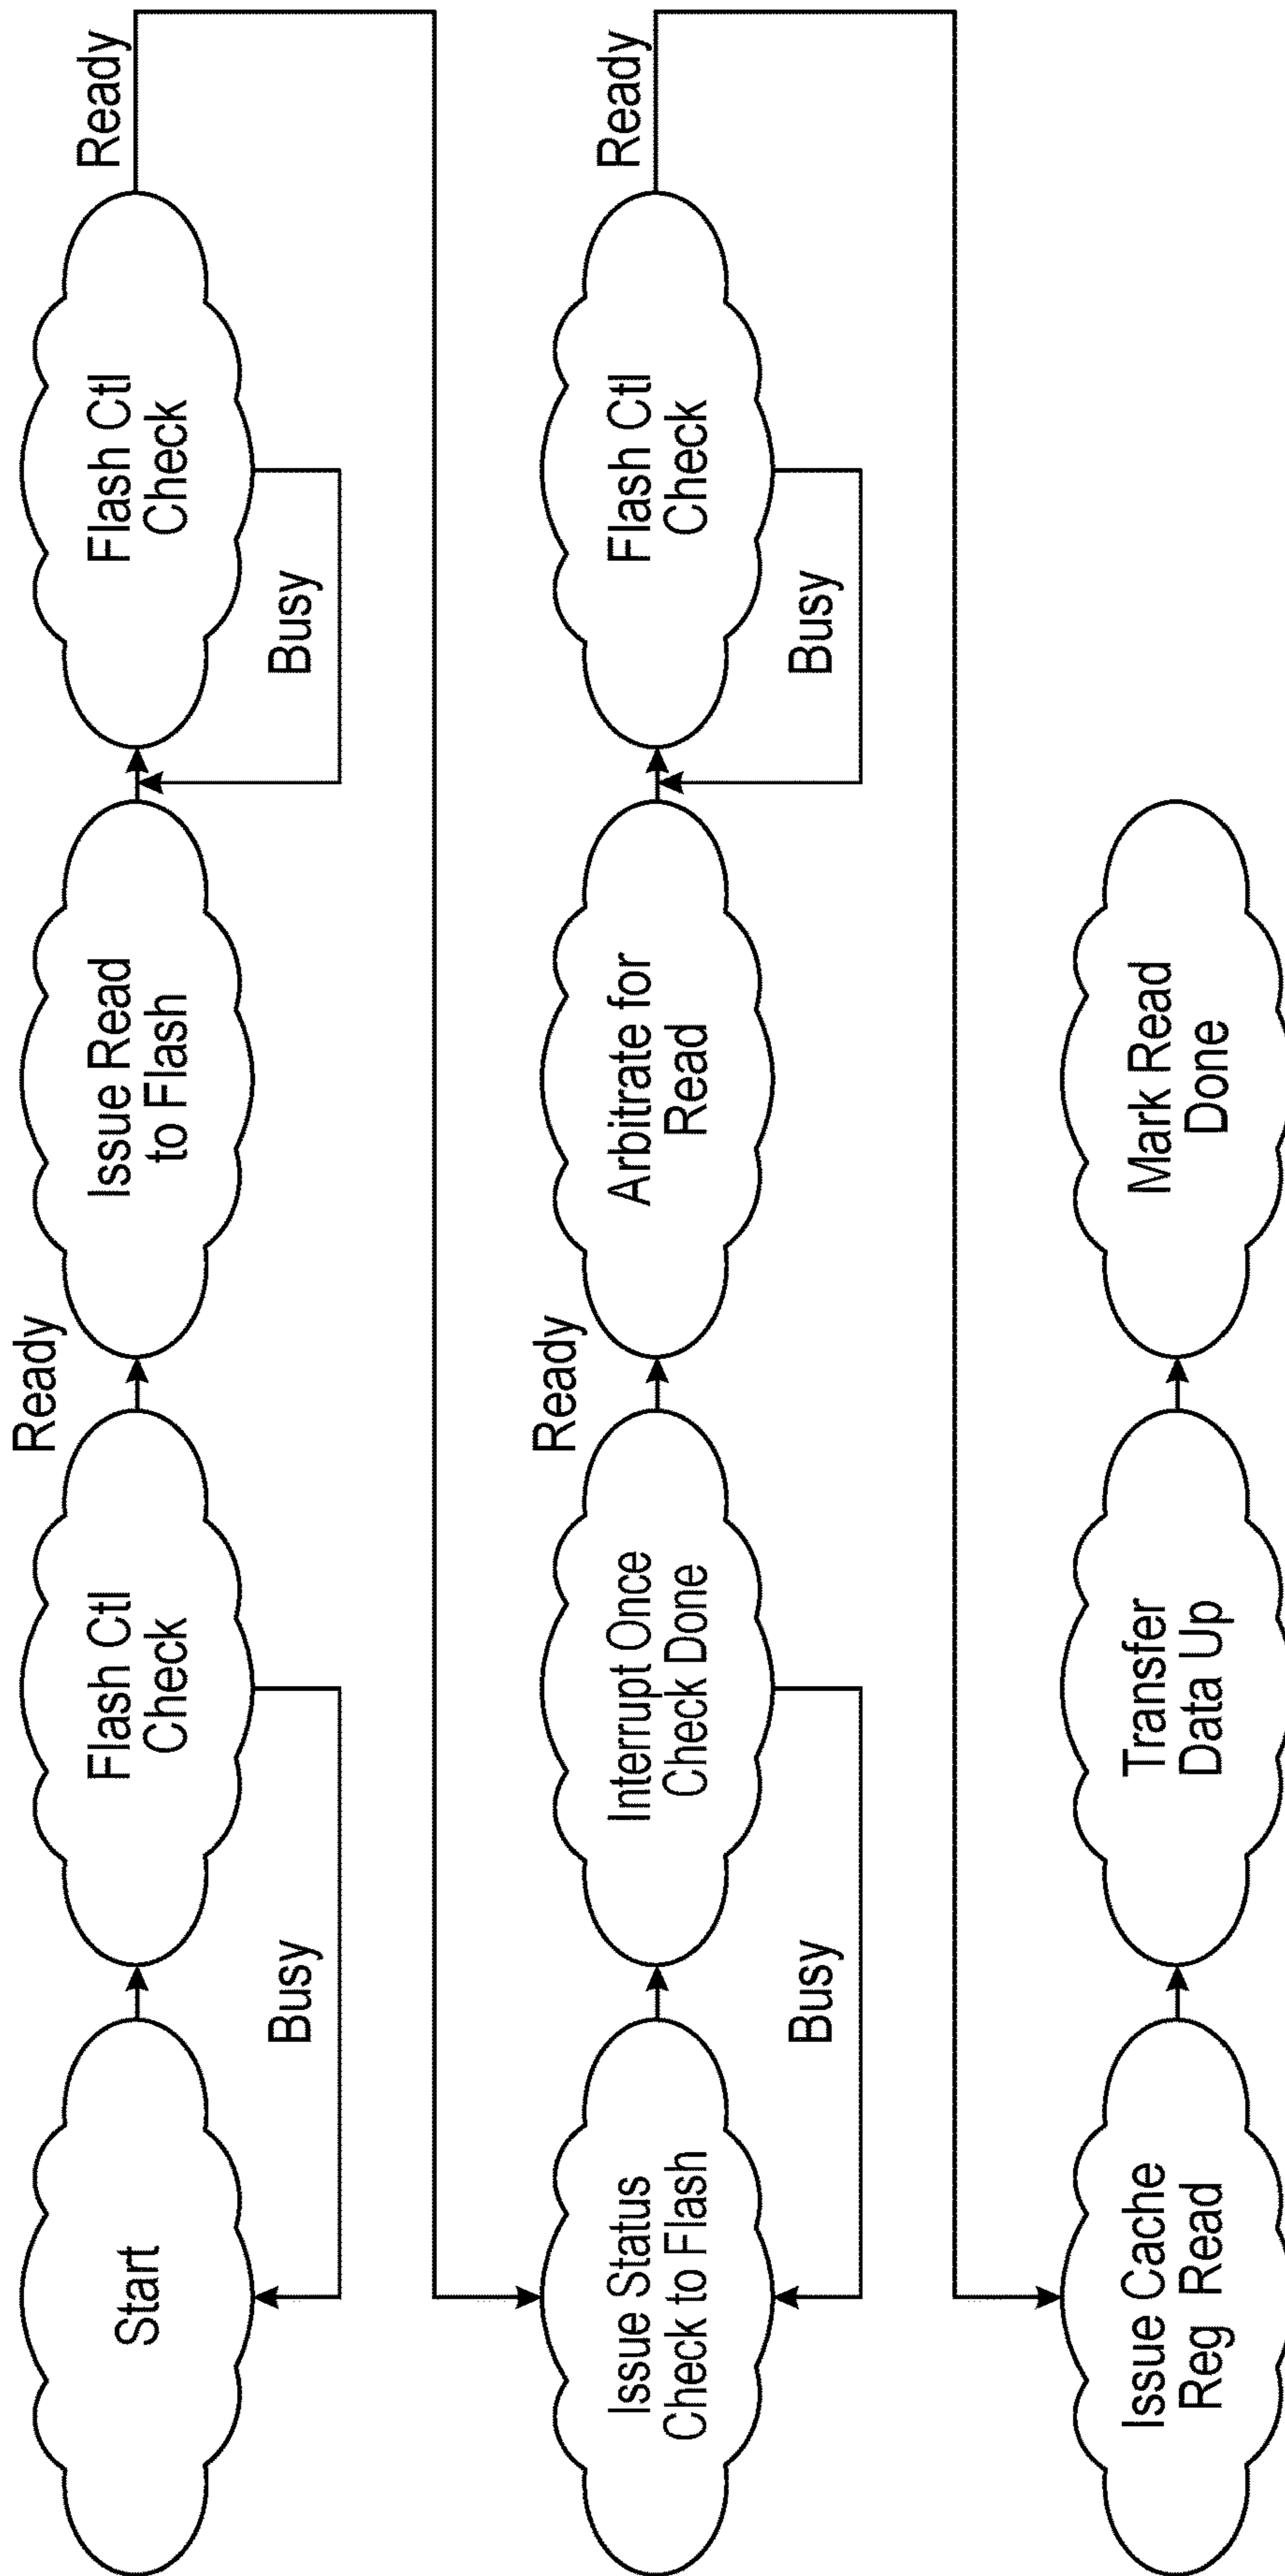 Start
Busy
Flash Ctl
Check
Ready
Issue Read
to Flash
Flash Ctl
Check
Busy
Ready
Issue Status
Check to Flash
Busy
Interrupt Once
Check Done
Ready
Arbitrate for
Read
Flash Ctl
Check
Busy
Ready
Issue Cache
Reg Read
Transfer
Data Up
Mark Read
Done